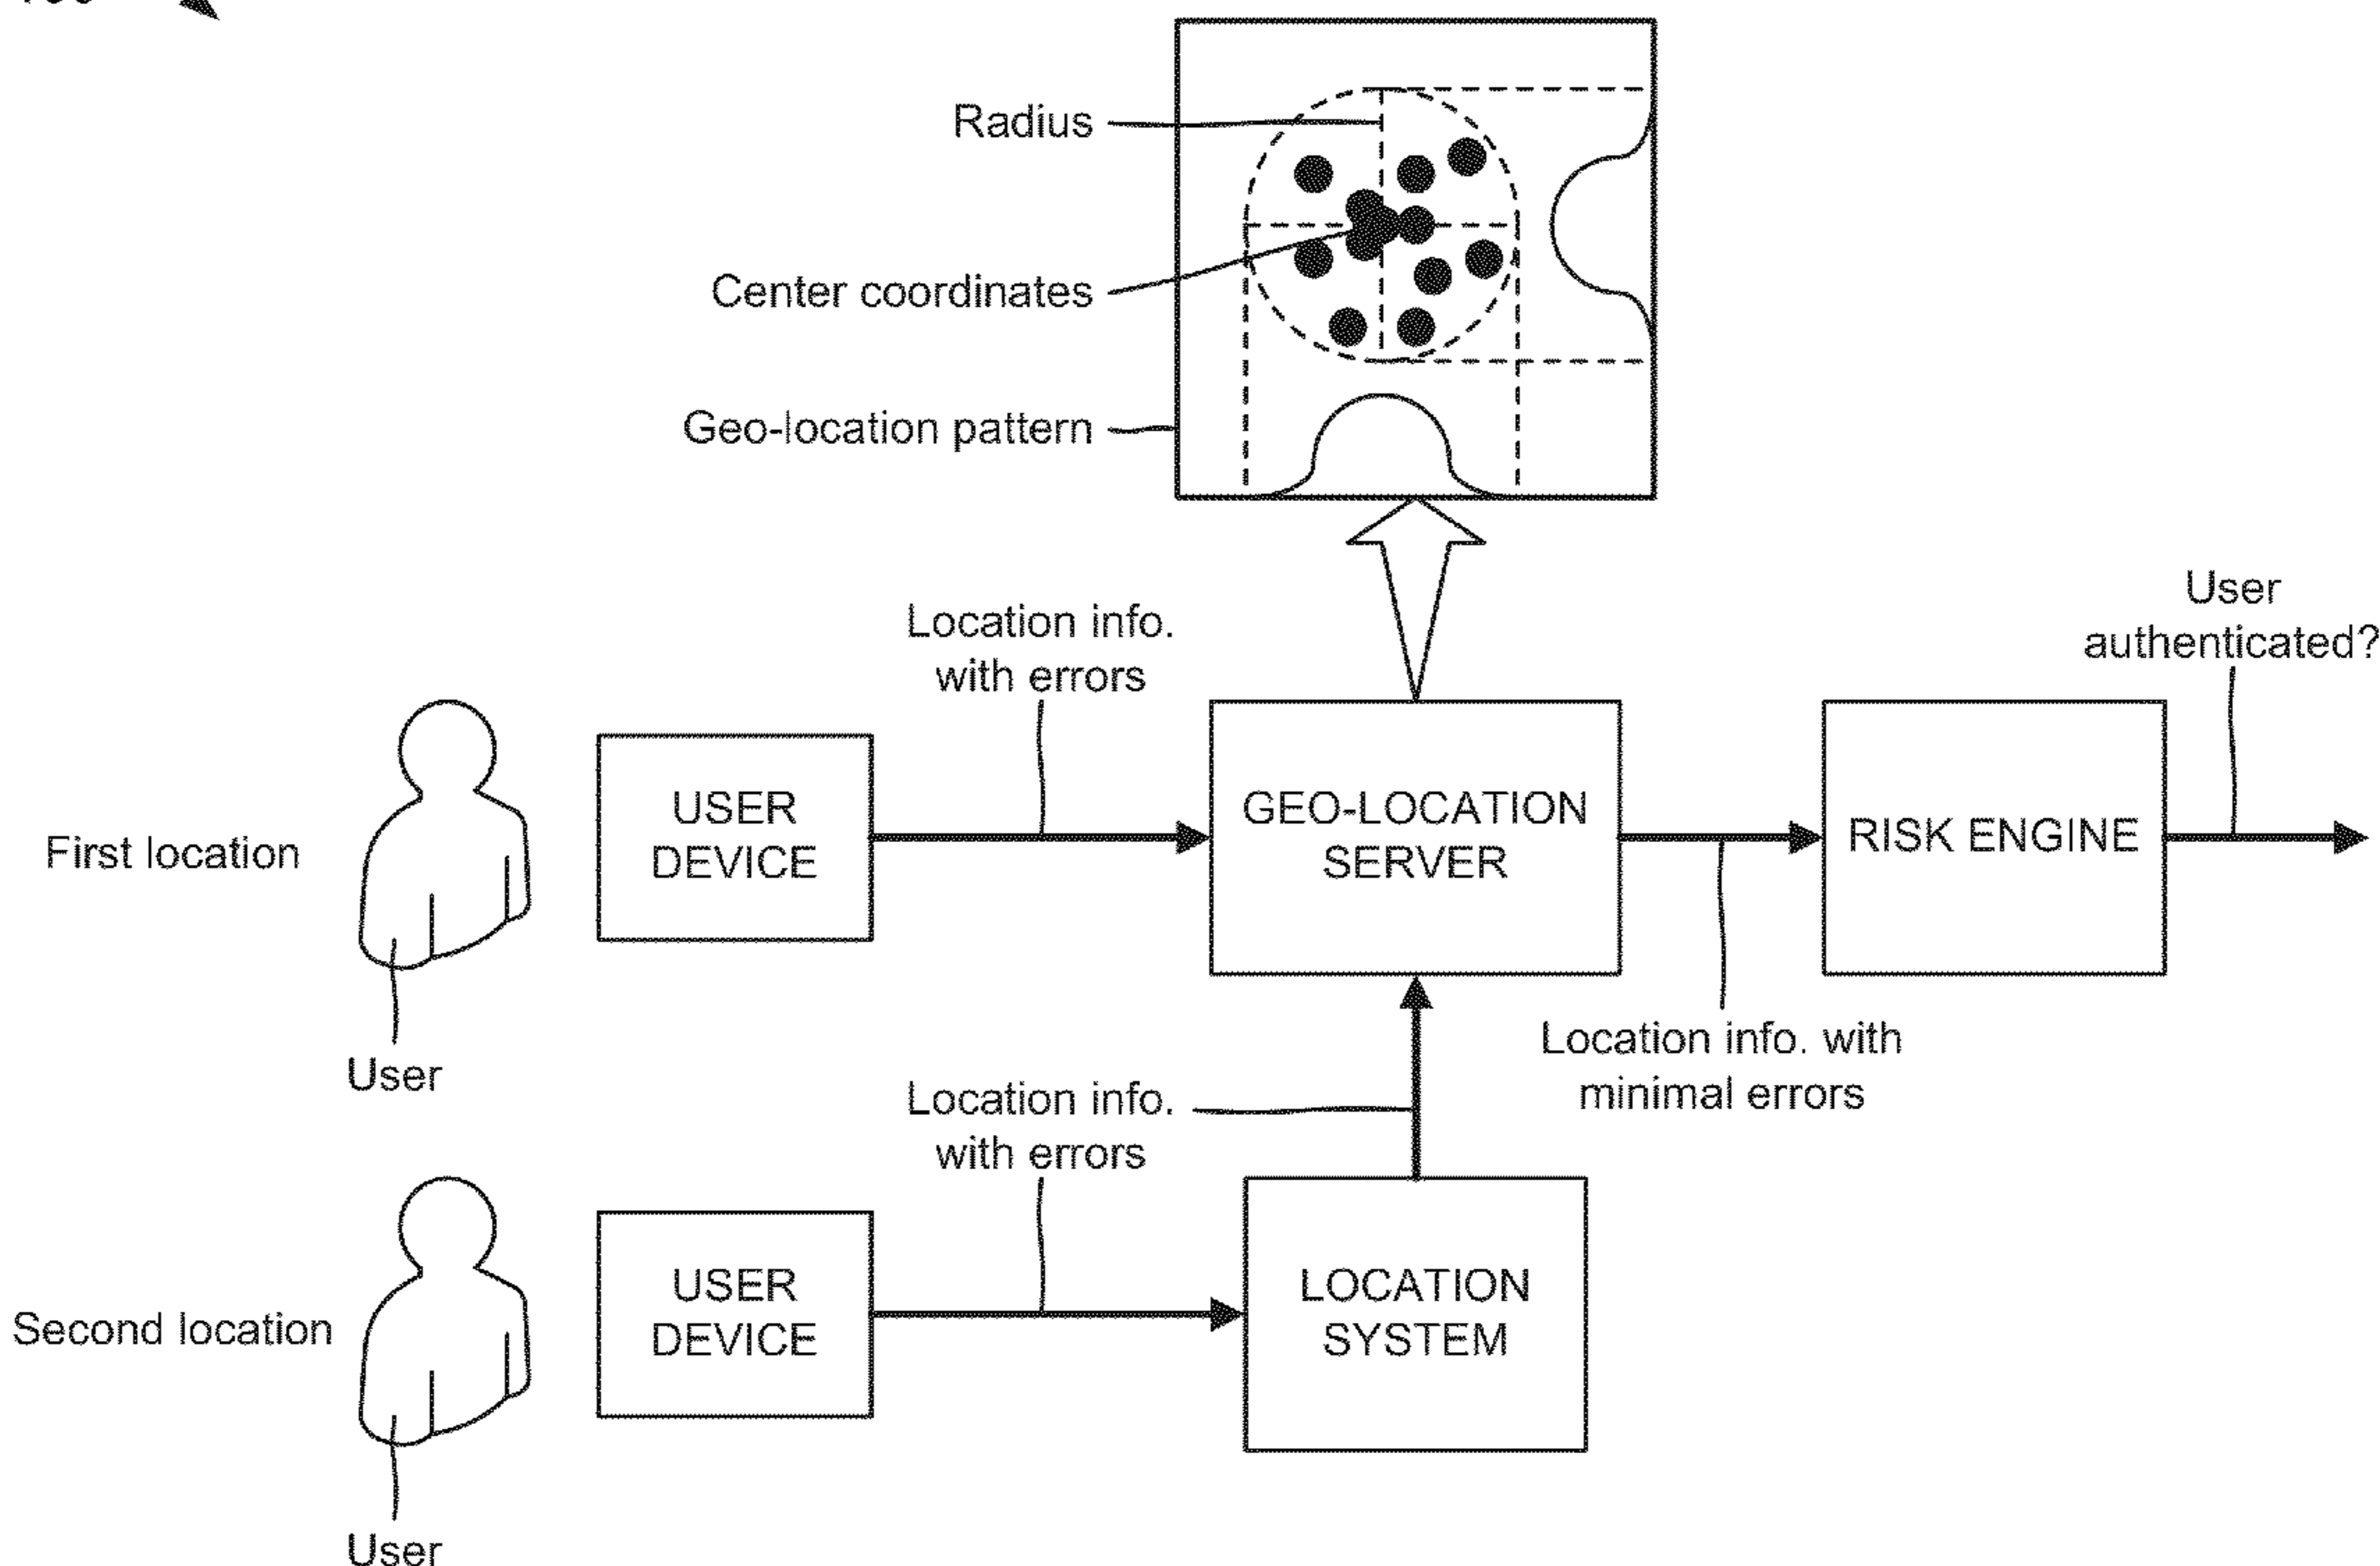 Radius
Center coordinates
Geo-location pattern
User
authenticated?
Location info.
with errors
First location
USER
DEVICE
GEO-LOCATION
SERVER
RISK ENGINE
User
Location info. with
minimal errors
Location info.
with errors
Second location
USER
DEVICE
LOCATION
SYSTEM
User